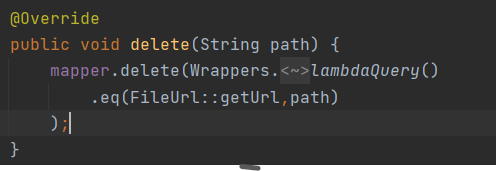 @Override
public void delete(String path) {
mapper.delete(Wrappers.<~>lambdaQuery()
.eq(FileUrl::getUrl,path)
);
}